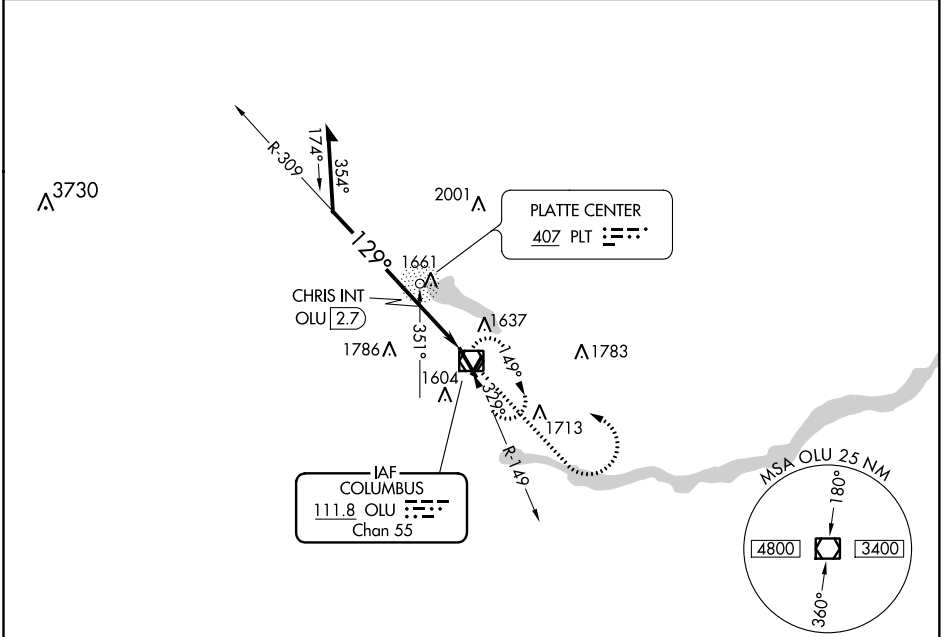 R-309
174°
354°
3730
2001
PLATTE CENTER
407 PLT
129°
1661
CHRIS INT
OLU 2.7
351°
1637
1786
149°
1783
1604
329°
1713
R-149
IAF
COLUMBUS
111.8 OLU
Chan 55
MSA OLU 25 NM
180°
4800
3400
360°